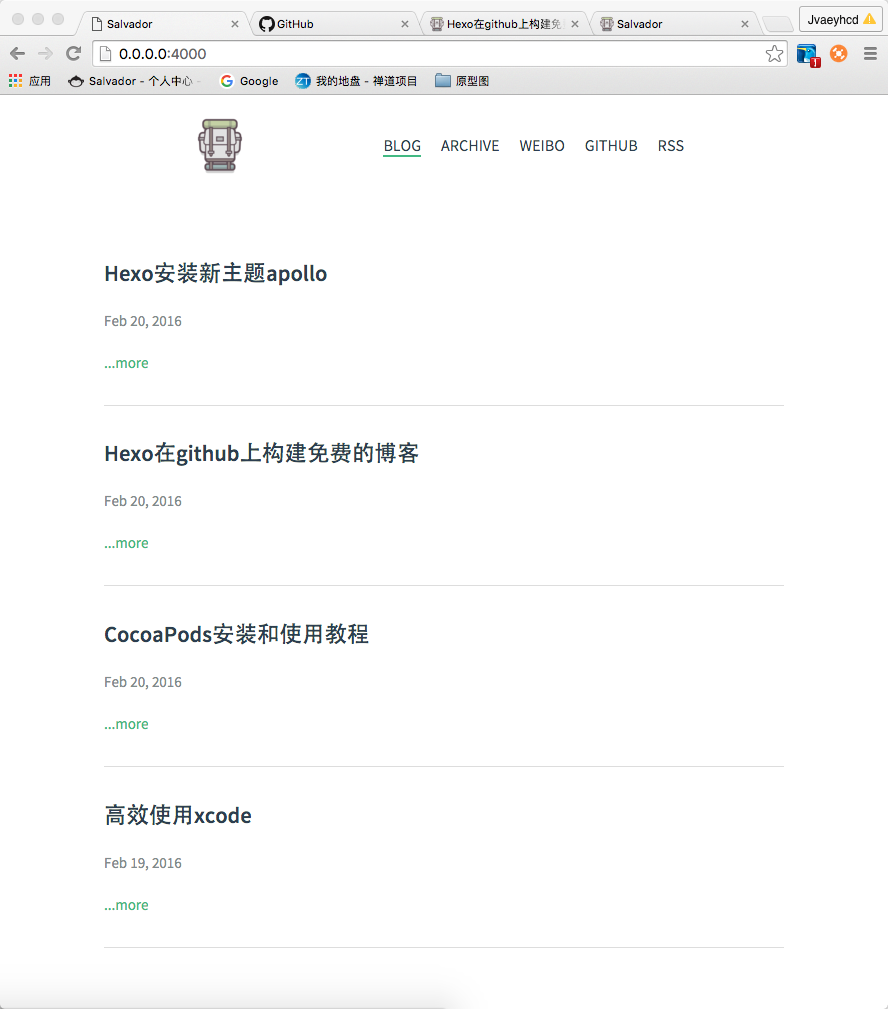 Salvador
GitHub
Hexo在github上构建免
Salvador
Jvaeyhcd
0.0.0.0:4000
应用
Salvador - 个人中心 -
Google
ZT
我的地盘 - 禅道项目
原型图
BLOG
ARCHIVE
WEIBO
GITHUB
RSS
Hexo安装新主题apollo
Feb 20, 2016
...more
Hexo在github上构建免费的博客
Feb 20, 2016
...more
CocoaPods安装和使用教程
Feb 20, 2016
...more
高效使用xcode
Feb 19, 2016
...more